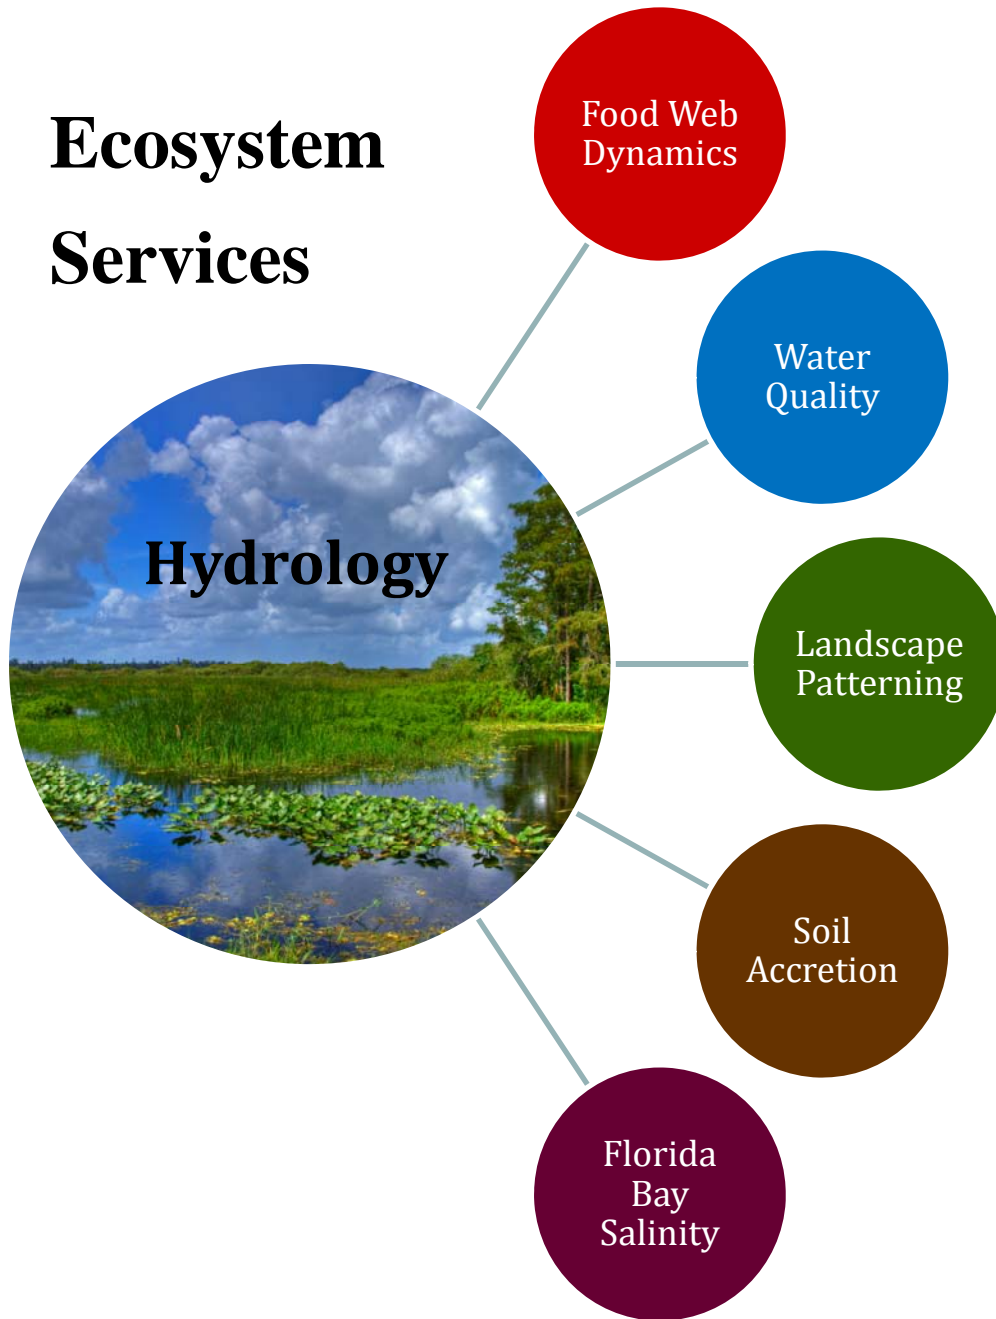 Ecosystem
Services
Food Web
Dynamics
Water
Quality
Hydrology
Landscape
Patterning
Soil
Accretion
Florida
Bay
Salinity